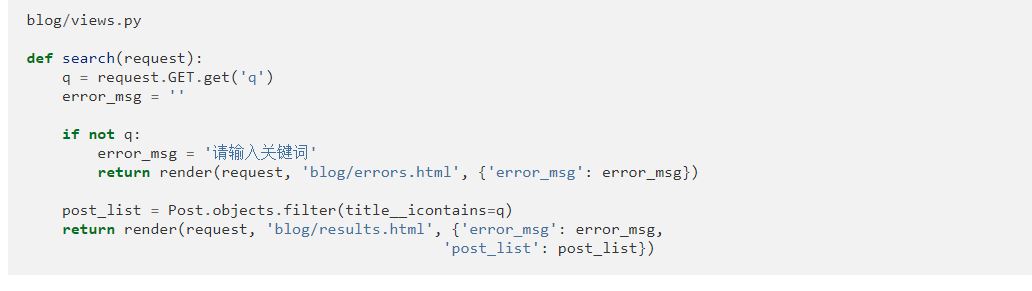 blog/views.py
def search(request):
    q = request.GET.get('q')
    error_msg = ''
    if not q:
        error_msg = '请输入关键词'
        return render(request, 'blog/errors.html', {'error_msg': error_msg})
    post_list = Post.objects.filter(title__icontains=q)
    return render(request, 'blog/results.html', {'error_msg': error_msg,
                                               'post_list': post_list})